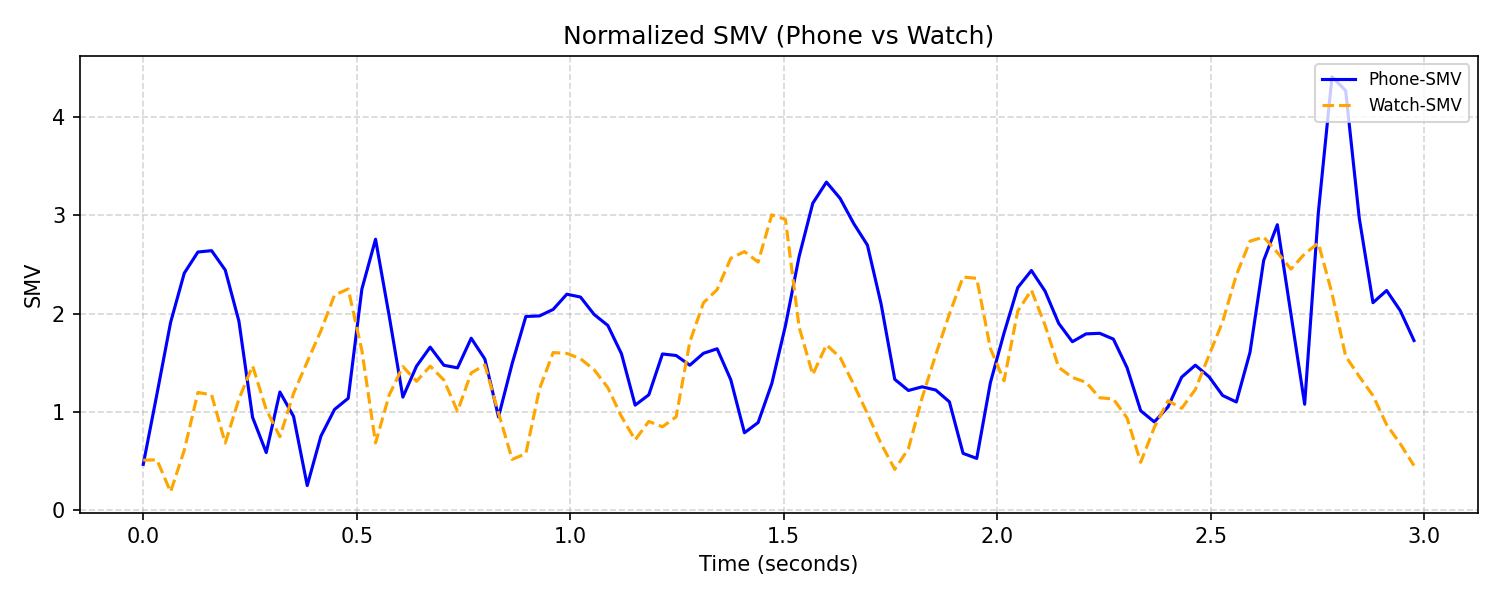 Normalized SMV (Phone vs Watch)
Phone-SMV
Watch-SMV
SMV
4
3
2
1
0
0.0 0.5 1.0 1.5 2.0 2.5 3.0
Time (seconds)